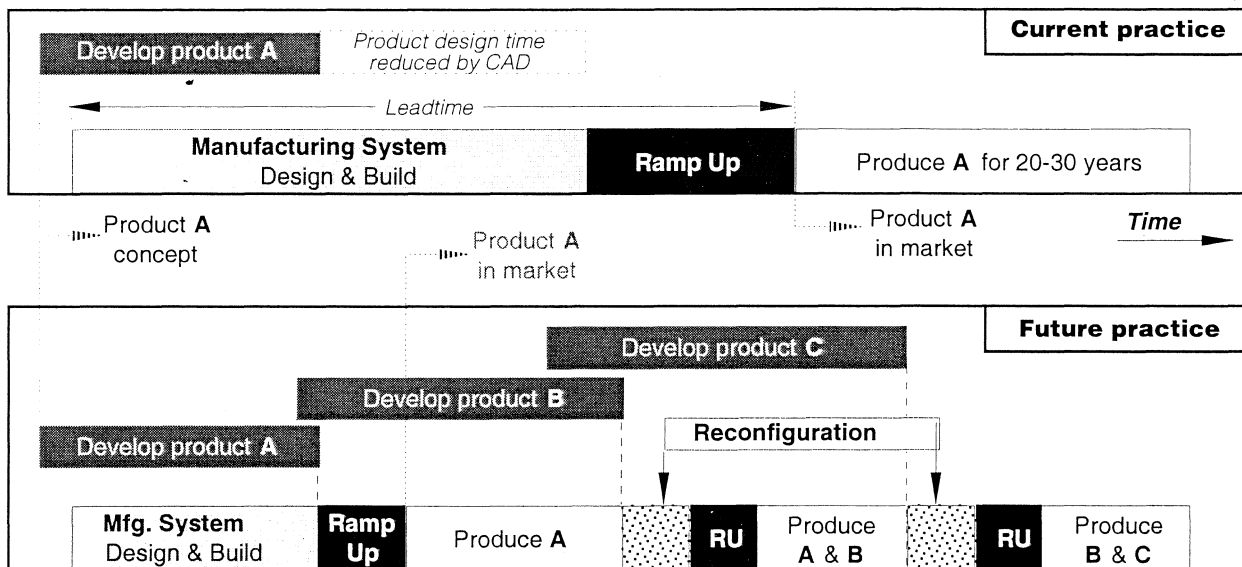 Current practice
Develop product A
Product design time
reduced by CAD
Leadtime
Manufacturing System
Design & Build
Ramp Up
Produce A for 20-30 years
Product A
concept
Product A
in market
Product A
in market
Time
Future practice
Develop product C
Develop product B
Develop product A
Reconfiguration
Mfg. System
Design & Build
Ramp
Up
Produce A
RU
Produce
A & B
RU
Produce
B & C